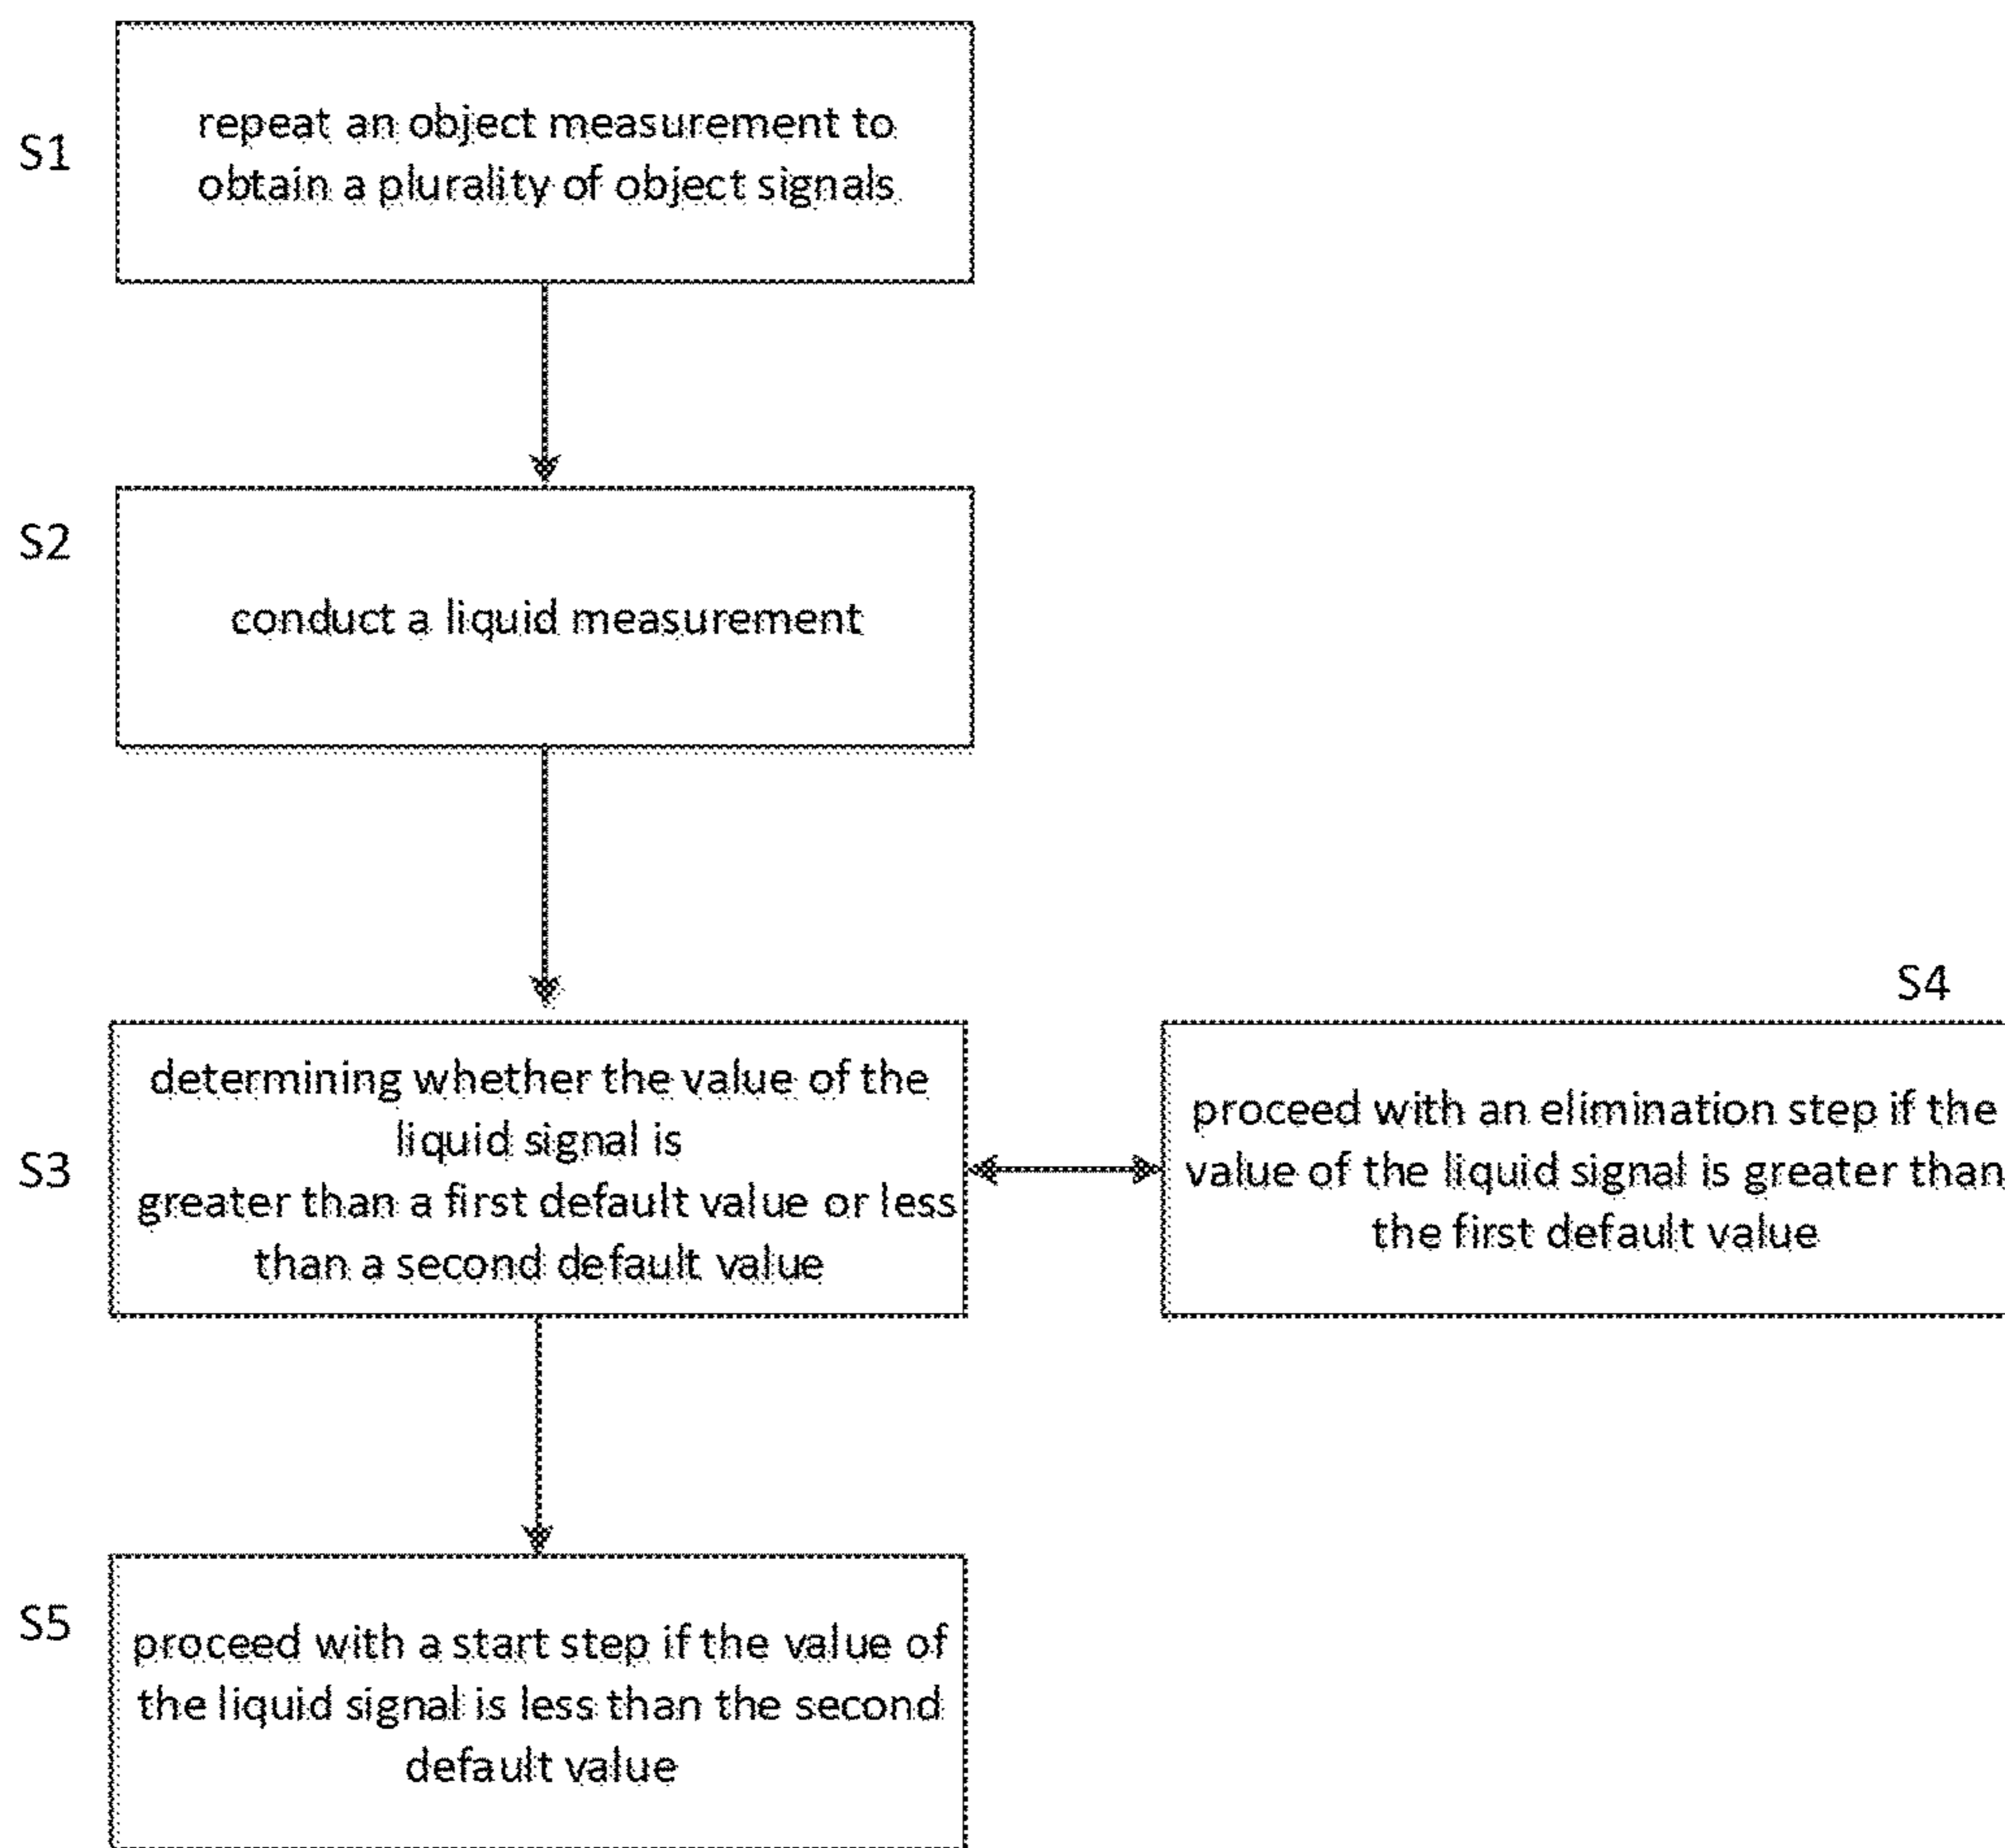 S1
repeat an object measurement to
obtain a plurality of object signals
S2
conduct a liquid measurement
S3
determining whether the value of the
liquid signal is
greater than a first default value or less
than a second default value
S4
proceed with an elimination step if the
value of the liquid signal is greater than
the first default value
S5
proceed with a start step if the value of
the liquid signal is less than the second
default value